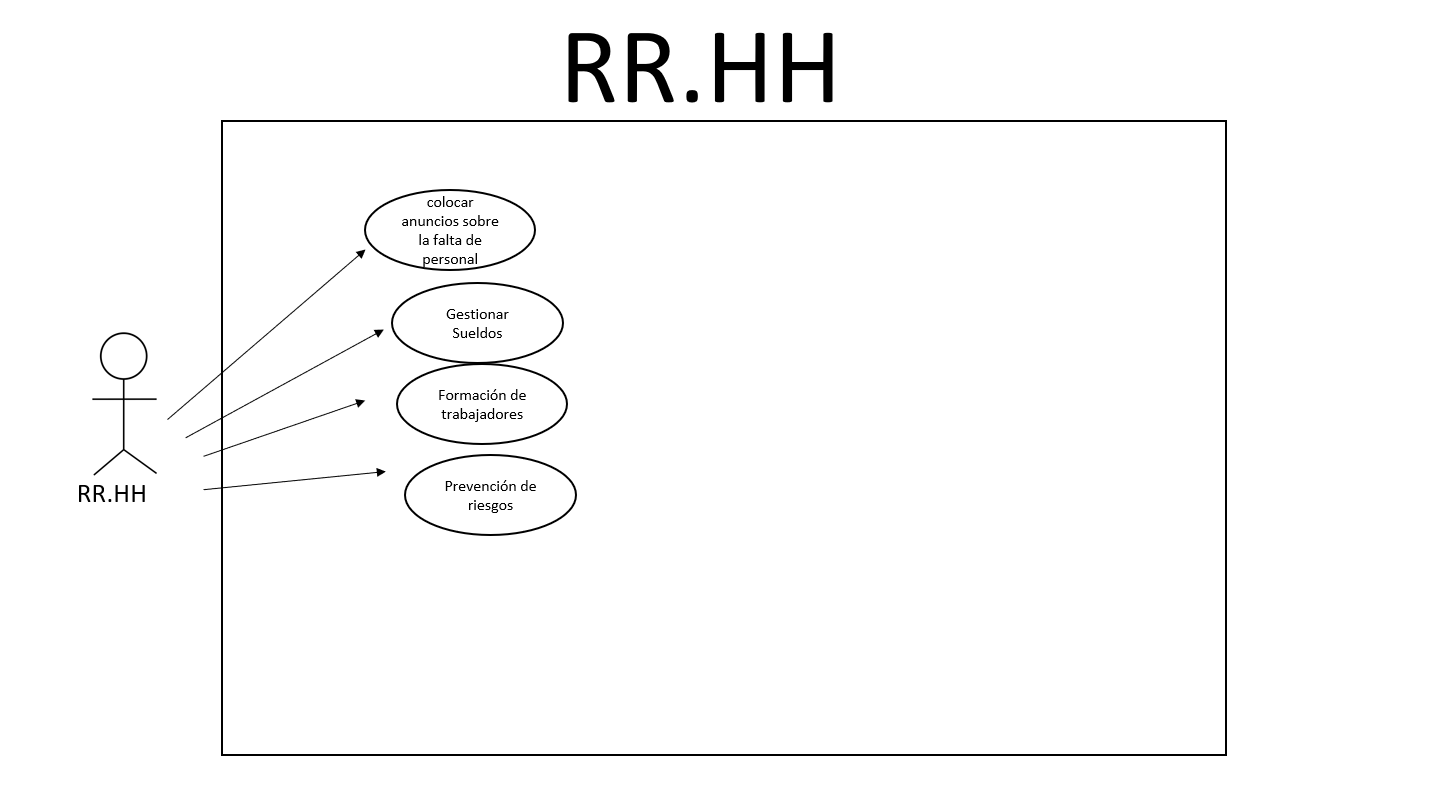 RR.HH
colocar
anuncios sobre
la falta de
personal
Gestionar
Sueldos
Formación de
trabajadores
Prevención de
riesgos
RR.HH